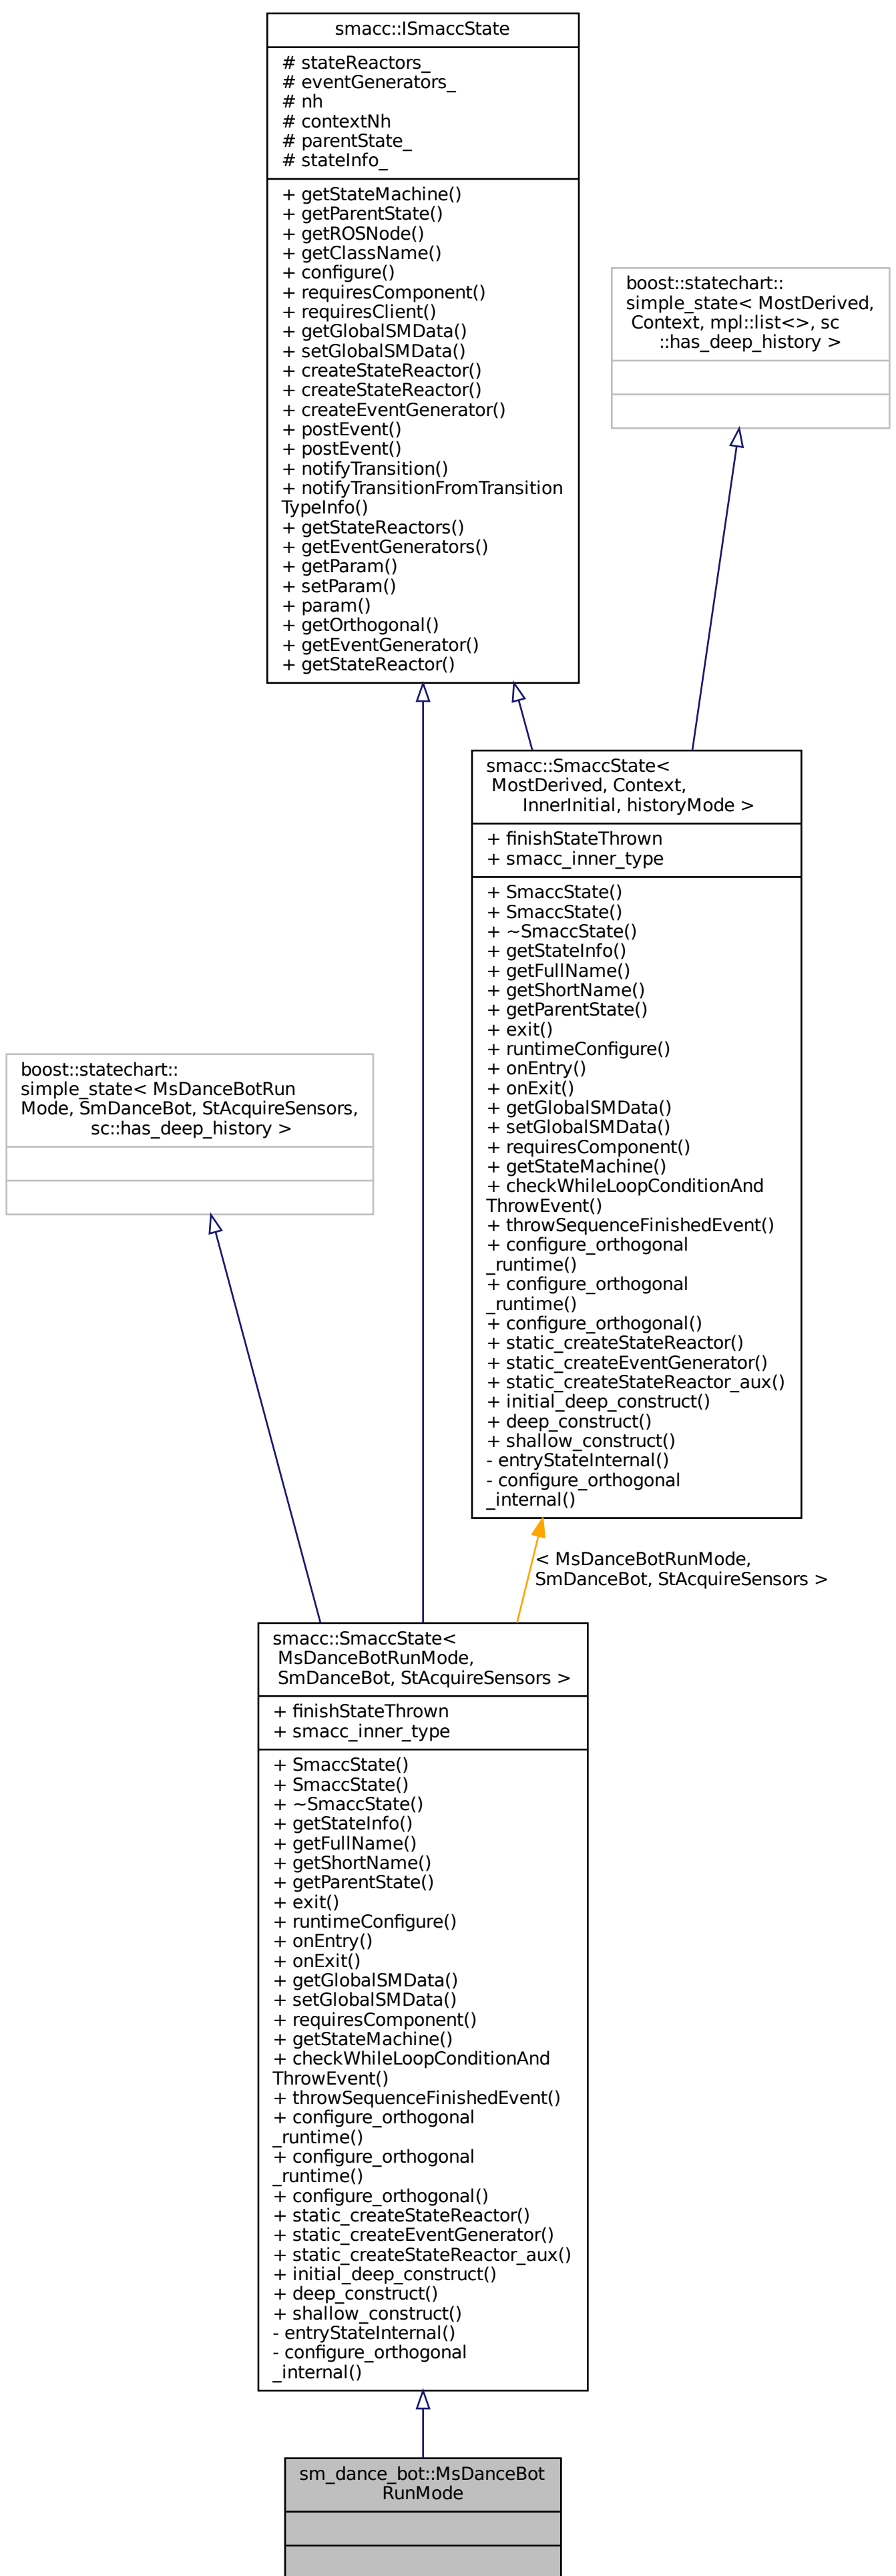 smacc::ISmaccState
# stateReactors_
# eventGenerators_
# nh
# contextNh
# parentState_
# stateInfo_
+ getStateMachine()
+ getParentState()
+ getROSNode()
+ getClassName()
+ configure()
+ requiresComponent()
+ requiresClient()
+ getGlobalSMData()
+ setGlobalSMData()
+ createStateReactor()
+ createStateReactor()
+ createEventGenerator()
+ postEvent()
+ postEvent()
+ notifyTransition()
+ notifyTransitionFromTransition
TypeInfo()
+ getStateReactors()
+ getEventGenerators()
+ getParam()
+ setParam()
+ param()
+ getOrthogonal()
+ getEventGenerator()
+ getStateReactor()
boost::statechart::
simple_state< MostDerived,
Context, mpl::list<>, sc
::has_deep_history >
smacc::SmaccState<
MostDerived, Context,
InnerInitial, historyMode >
+ finishStateThrown
+ smacc_inner_type
+ SmaccState()
+ SmaccState()
+ ~SmaccState()
+ getStateInfo()
+ getFullName()
+ getShortName()
+ getParentState()
+ exit()
+ runtimeConfigure()
+ onEntry()
+ onExit()
+ getGlobalSMData()
+ setGlobalSMData()
+ requiresComponent()
+ getStateMachine()
+ checkWhileLoopConditionAnd
ThrowEvent()
+ throwSequenceFinishedEvent()
+ configure_orthogonal
_runtime()
+ configure_orthogonal
_runtime()
+ configure_orthogonal()
+ static_createStateReactor()
+ static_createEventGenerator()
+ static_createStateReactor_aux()
+ initial_deep_construct()
+ deep_construct()
+ shallow_construct()
- entryStateInternal()
- configure_orthogonal
_internal()
boost::statechart::
simple_state< MsDanceBotRun
Mode, SmDanceBot, StAcquireSensors,
sc::has_deep_history >
< MsDanceBotRunMode,
SmDanceBot, StAcquireSensors >
smacc::SmaccState<
MsDanceBotRunMode,
SmDanceBot, StAcquireSensors >
+ finishStateThrown
+ smacc_inner_type
+ SmaccState()
+ SmaccState()
+ ~SmaccState()
+ getStateInfo()
+ getFullName()
+ getShortName()
+ getParentState()
+ exit()
+ runtimeConfigure()
+ onEntry()
+ onExit()
+ getGlobalSMData()
+ setGlobalSMData()
+ requiresComponent()
+ getStateMachine()
+ checkWhileLoopConditionAnd
ThrowEvent()
+ throwSequenceFinishedEvent()
+ configure_orthogonal
_runtime()
+ configure_orthogonal
_runtime()
+ configure_orthogonal()
+ static_createStateReactor()
+ static_createEventGenerator()
+ static_createStateReactor_aux()
+ initial_deep_construct()
+ deep_construct()
+ shallow_construct()
- entryStateInternal()
- configure_orthogonal
_internal()
sm_dance_bot::MsDanceBot
RunMode